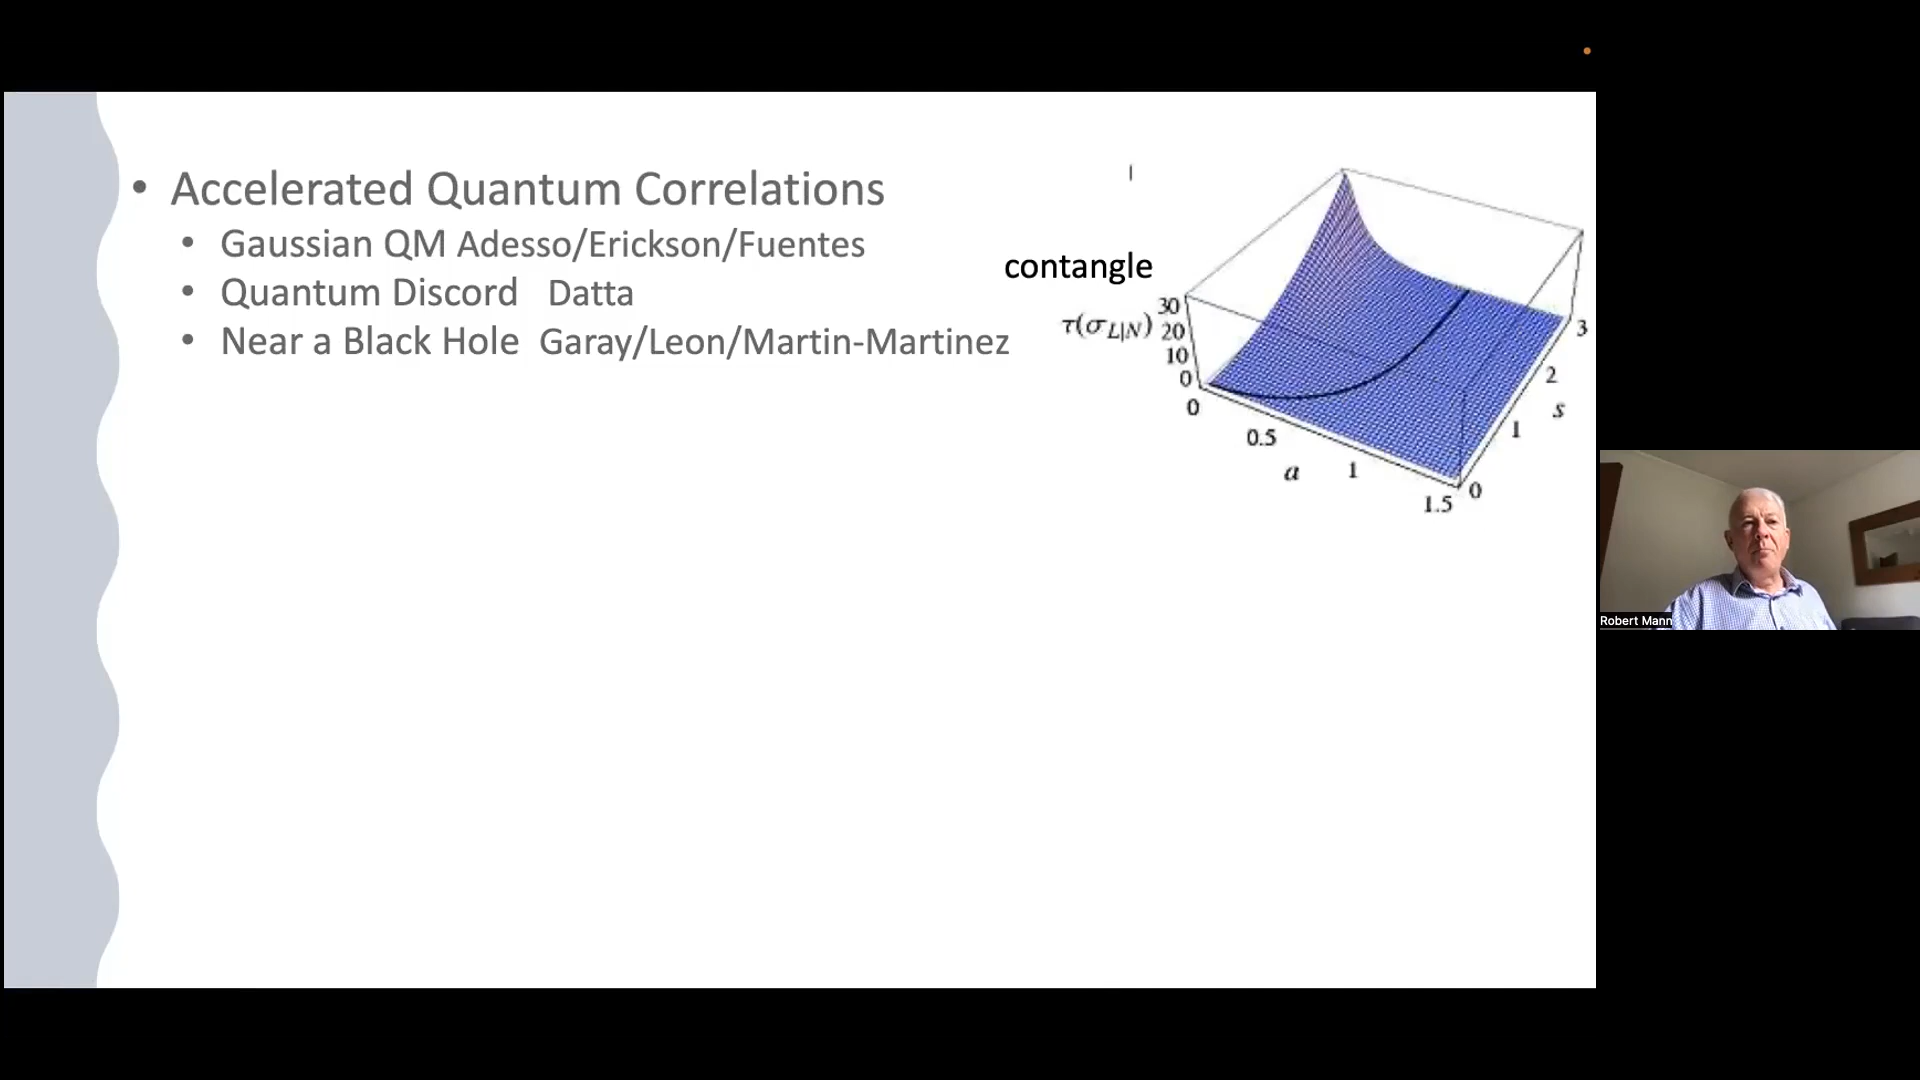 • Accelerated Quantum Correlations
• Gaussian QM Adesso/Erickson/Fuentes
• Quantum Discord Datta
• Near a Black Hole Garay/Leon/Martin-Martinez
contangle
τ(σ_{L|N})
30
20
10
0
0
0.5
a
1
1.5
0
1
s
2
3
Robert Mann